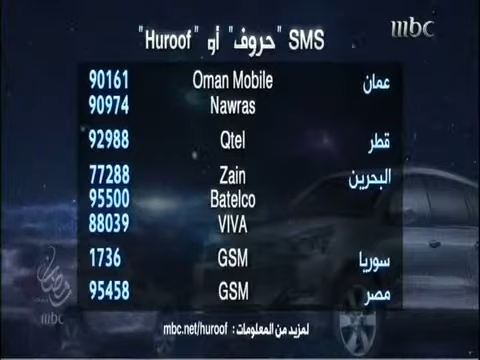 mbc
SMS "حروف" أو "Huroof"
90161 Oman Mobile عمان
90974 Nawras
92988 Qtel قطر
77288 Zain البحرين
95500 Batelco
88039 VIVA
1736 GSM سوريا
95458 GSM مصر
رمضان
mbc
لمزيد من المعلومات : mbc.net/huroof